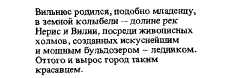 Вильнюс родился, подобно младенцу,
в земной колыбели – долине рек
Нерис и Вилии, посреди живописных
холмов, созданных искуснейшим
и мощным бульдозером – ледником.
Оттого и вырос город таким
красавцем.